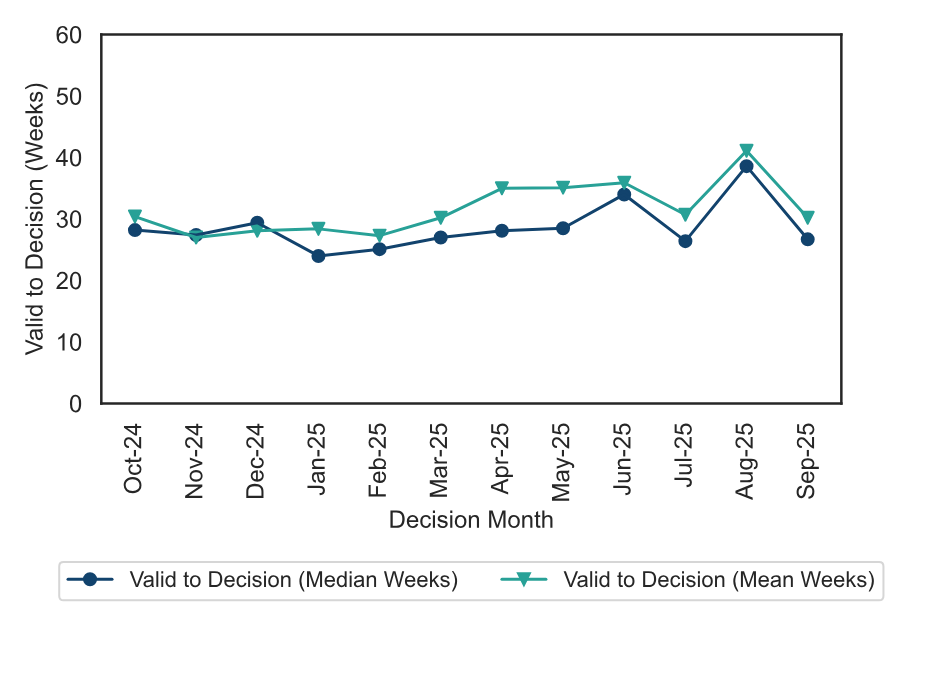 60
50
40
30
20
10
0
Valid to Decision (Weeks)
Oct-24
Nov-24
Dec-24
Jan-25
Feb-25
Mar-25
Apr-25
May-25
Jun-25
Jul-25
Aug-25
Sep-25
Decision Month
Valid to Decision (Median Weeks)
Valid to Decision (Mean Weeks)